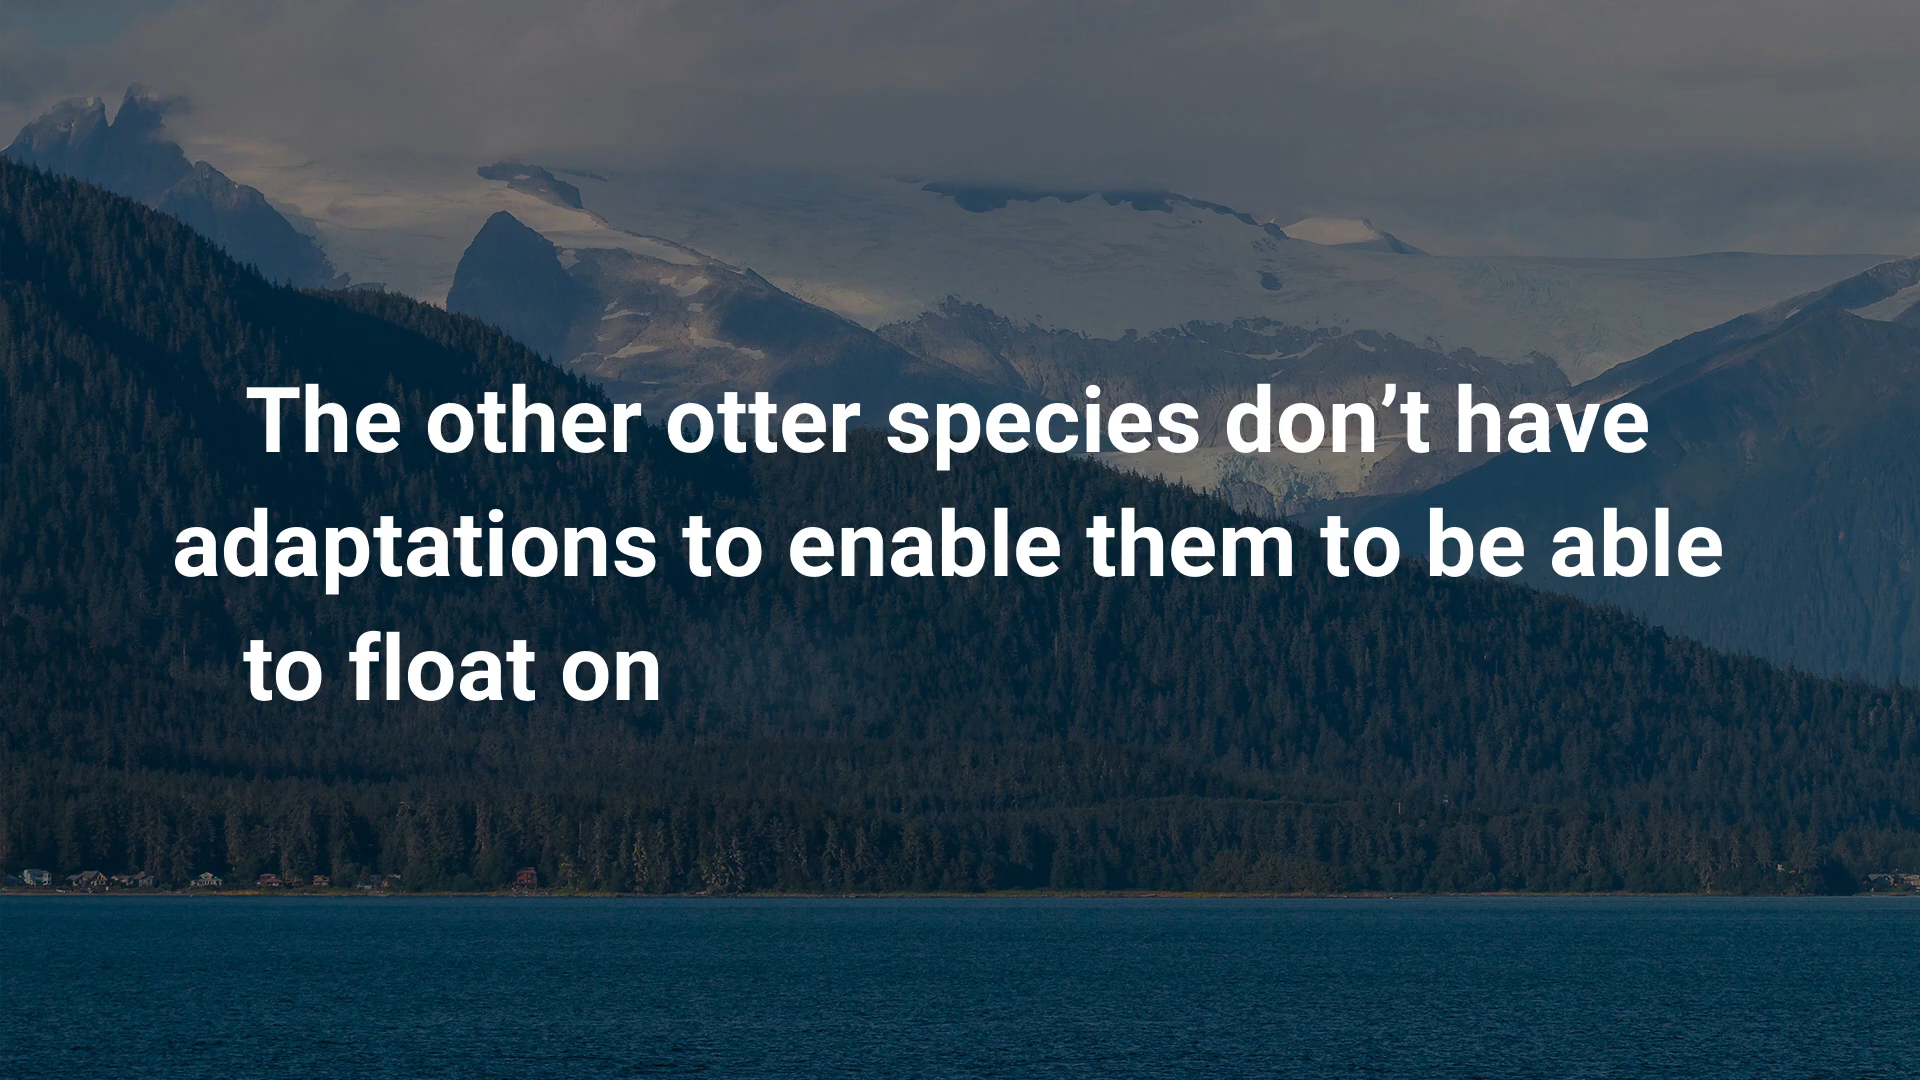 The other otter species don’t have
adaptations to enable them to be able
to float on